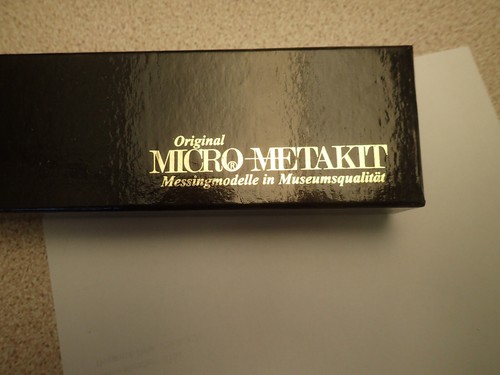 Original
MICRO®-METAKIT
Messingmodelle in Museumsqualität